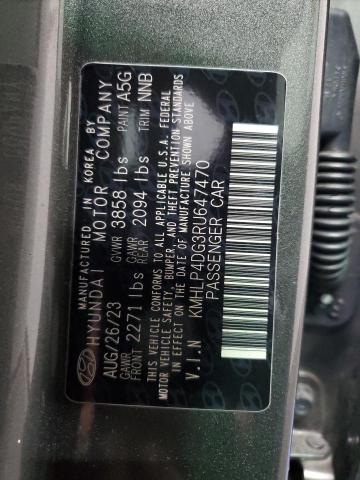 MANUFACTURED IN KOREA BY
HYUNDAI MOTOR COMPANY
AUG/26/23 GVWR 3858 lbs PAINT A5G
GAWR FRONT 2271 lbs GAWR REAR 2094 lbs TRIM NNB
THIS VEHICLE CONFORMS TO ALL APPLICABLE U.S.A. FEDERAL
MOTOR VEHICLE SAFETY, BUMPER, AND THEFT PREVENTION STANDARDS
IN EFFECT ON THE DATE OF MANUFACTURE SHOWN ABOVE
V.I.N KMHLP4DG3RU647470
PASSENGER CAR